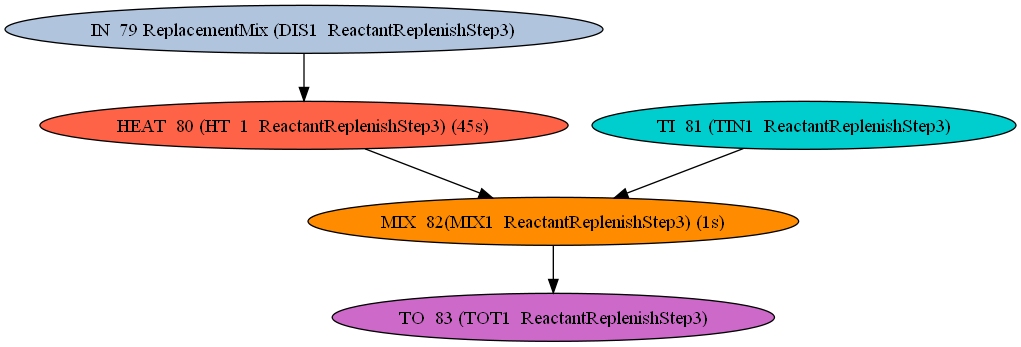 IN 79 ReplacementMix (DIS1 ReactantReplenishStep3)
HEAT 80 (HT 1 ReactantReplenishStep3) (45s)
TI 81 (TIN1 ReactantReplenishStep3)
MIX 82(MIX1 ReactantReplenishStep3) (1s)
TO 83 (TOT1 ReactantReplenishStep3)